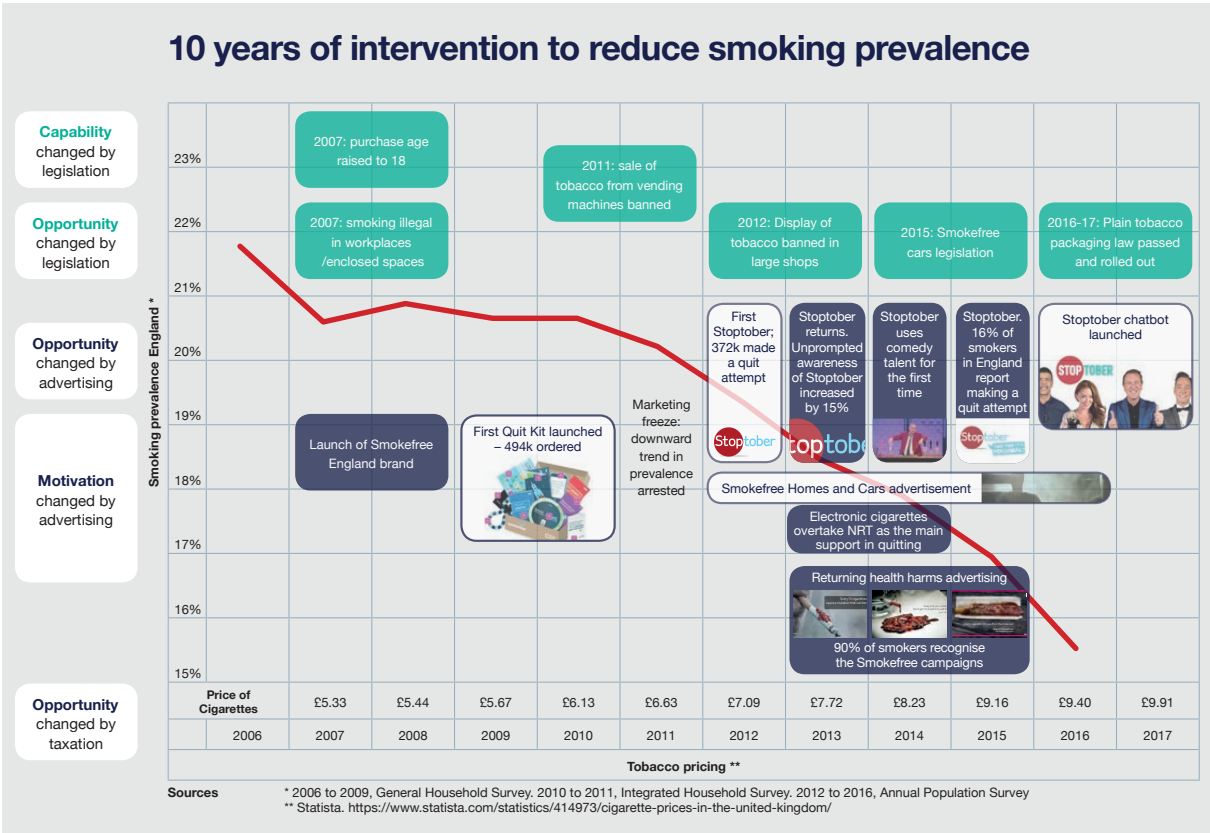 10 years of intervention to reduce smoking prevalence
Capability
changed by
legislation
Opportunity
changed by
legislation
Opportunity
changed by
advertising
Motivation
changed by
advertising
Opportunity
changed by
taxation
Smoking prevalence England *
23%
22%
21%
20%
19%
18%
17%
16%
15%
2007: purchase age
raised to 18
2007: smoking illegal
in workplaces
/enclosed spaces
2011: sale of
tobacco from vending
machines banned
2012: Display of
tobacco banned in
large shops
2015: Smokefree
cars legislation
2016-17: Plain tobacco
packaging law passed
and rolled out
Launch of Smokefree
England brand
First Quit Kit launched
– 494k ordered
Marketing
freeze:
downward
trend in
prevalence
arrested
First
Stoptober;
372k made
a quit
attempt
Stoptober
Stoptober
returns.
Unprompted
awareness
of Stoptober
increased
by 15%
toptobe
Stoptober
uses
comedy
talent for
the first
time
Stoptober.
16% of
smokers
in England
report
making a
quit attempt
Stoptober
Stoptober chatbot
launched
STOPTOBER
Smokefree Homes and Cars advertisement
Electronic cigarettes
overtake NRT as the main
support in quitting
Returning health harms advertising
90% of smokers recognise
the Smokefree campaigns
Price of
Cigarettes
£5.33 £5.44 £5.67 £6.13 £6.63 £7.09 £7.72 £8.23 £9.16 £9.40 £9.91
2006 2007 2008 2009 2010 2011 2012 2013 2014 2015 2016 2017
Tobacco pricing **
Sources * 2006 to 2009, General Household Survey. 2010 to 2011, Integrated Household Survey. 2012 to 2016, Annual Population Survey
** Statista. https://www.statista.com/statistics/414973/cigarette-prices-in-the-united-kingdom/